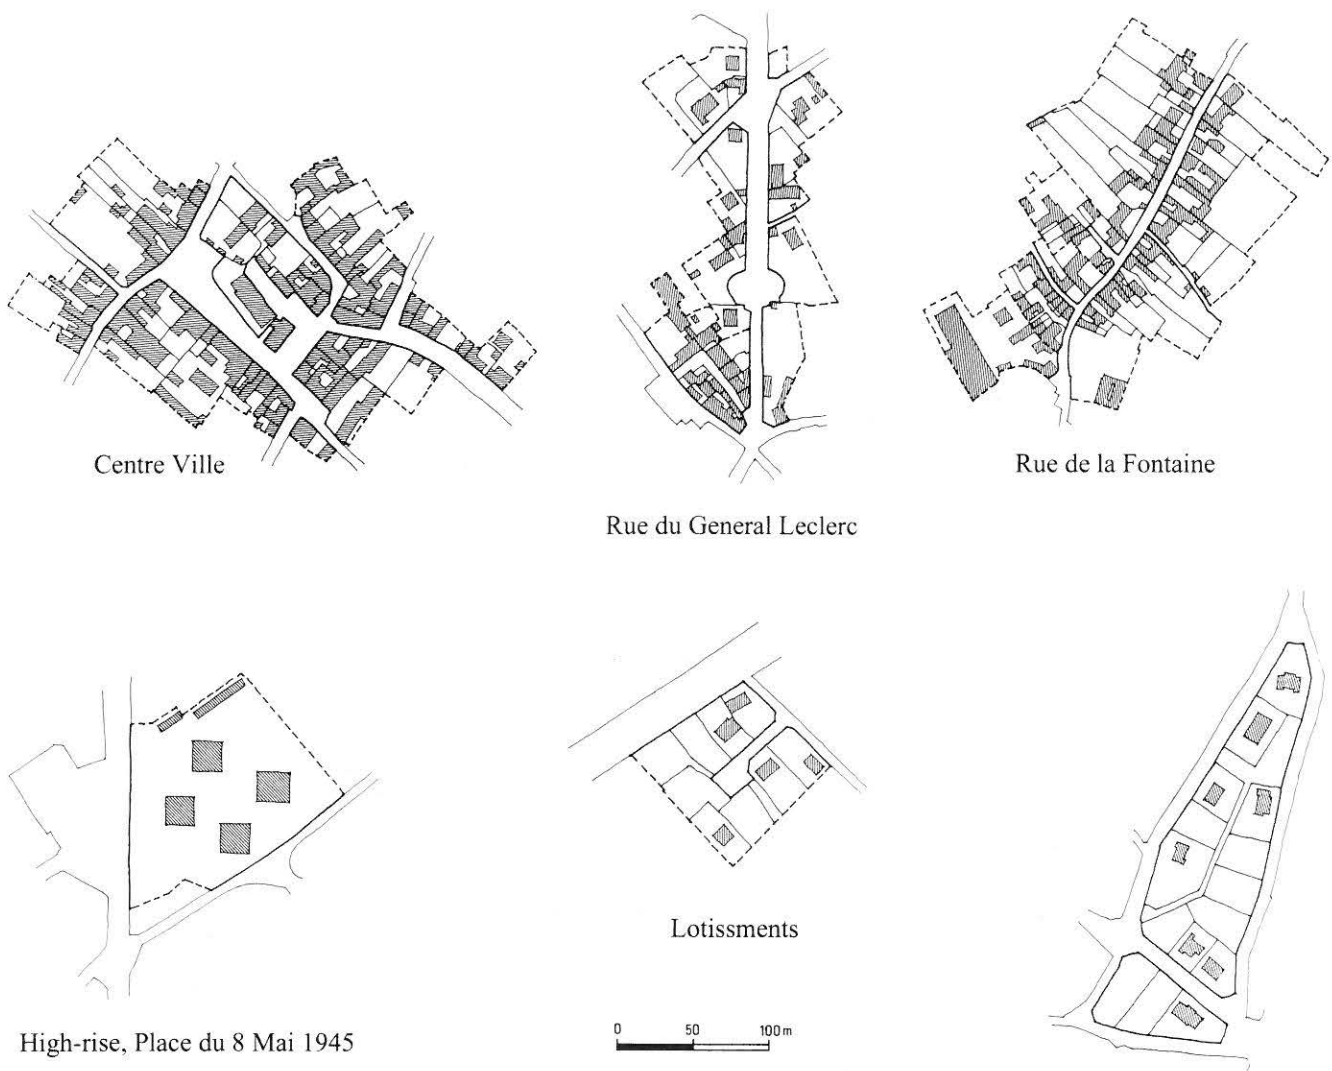 Centre Ville
Rue de la Fontaine
Rue du General Leclerc
Lotissments
High-rise, Place du 8 Mai 1945
0 50 100 m